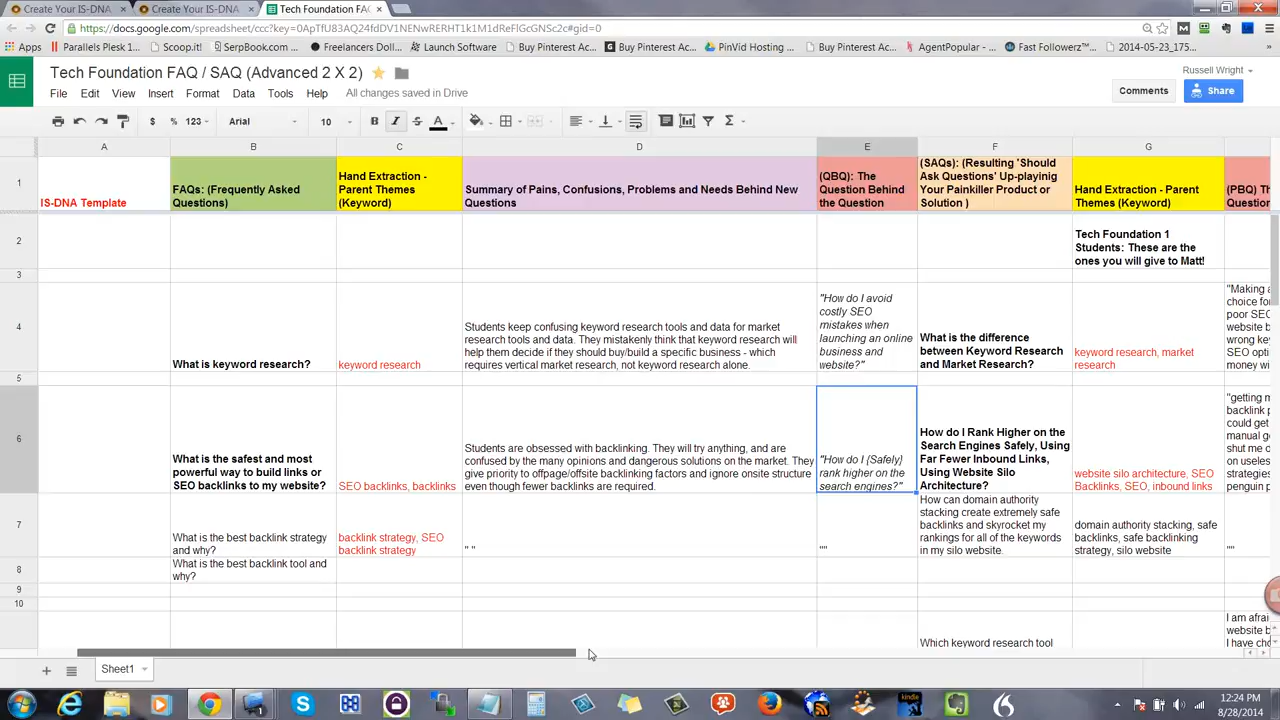 Create Your IS-DNA
Create Your IS-DNA
Tech Foundation FAQ
https://docs.google.com/spreadsheet/ccc?key=0ApTfU83AQ24fdDV1NENwRERHT1k1M1dReFlGcGNSc2c#gid=0
Apps
Parallels Plesk 1
Scoop.it!
SerpBook.com
Freelancers Doll
Launch Software
Buy Pinterest Ac
Buy Pinterest Ac
PinVid Hosting
Buy Pinterest Ac
AgentPopular -
Fast Followerz™
2014-05-23_175
Tech Foundation FAQ / SAQ (Advanced 2 X 2)
Russell Wright
File Edit View Insert Format Data Tools Help
All changes saved in Drive
Comments
Share
$ % 123
Arial
10
B I S A Σ
A B C D E F G
1
IS-DNA Template
FAQs: (Frequently Asked
Questions)
Hand Extraction -
Parent Themes
(Keyword)
Summary of Pains, Confusions, Problems and Needs Behind New
Questions
(QBQ): The
Question Behind
the Question
(SAQs): (Resulting 'Should
Ask Questions' Up-playing
Your Painkiller Product or
Solution )
Hand Extraction - Parent
Themes (Keyword)
(PBQ) Th
Question
2
Tech Foundation 1
Students: These are the
ones you will give to Matt!
3
4
What is keyword research?
keyword research
Students keep confusing keyword research tools and data for market
research tools and data. They mistakenly think that keyword research will
help them decide if they should buy/build a specific business - which
requires vertical market research, not keyword research alone.
"How do I avoid
costly SEO
mistakes when
launching an online
business and
website?"
What is the difference
between Keyword Research
and Market Research?
keyword research, market
research
"Making a
choice fo
poor SEO
website b
wrong key
SEO opti
money wi
5
6
What is the safest and most
powerful way to build links or
SEO backlinks to my website?
SEO backlinks, backlinks
Students are obsessed with backlinking. They will try anything, and are
confused by the many opinions and dangerous solutions on the market. They
give priority to offpage/offsite backlinking factors and ignore onsite structure
even though fewer backlinks are required.
"How do I {Safely}
rank higher on the
search engines?"
How do I Rank Higher on the
Search Engines Safely, Using
Far Fewer Inbound Links,
Using Website Silo
Architecture?
website silo architecture, SEO
Backlinks, SEO, inbound links
"getting m
backlink p
could get
manual g
shut me o
on useles
strategies
penguin p
7
What is the best backlink strategy
and why?
backlink strategy, SEO
backlink strategy
" "
""
How can domain authority
stacking create extremely safe
backlinks and skyrocket my
rankings for all of the keywords
in my silo website.
domain authority stacking, safe
backlinks, safe backlinking
strategy, silo website
""
8
What is the best backlink tool and
why?
9
10
Which keyword research tool
I am afrai
website b
I have cho
Sheet1
kindle
12:24 PM
8/28/2014